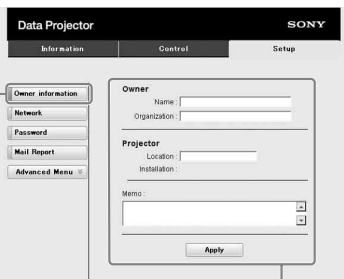 Data Projector
SONY
Information
Control
Setup
Owner information
Network
Password
Mail Report
Advanced Menu
Owner
Name :
Organization :
Projector
Location :
Installation :
Memo :
Apply